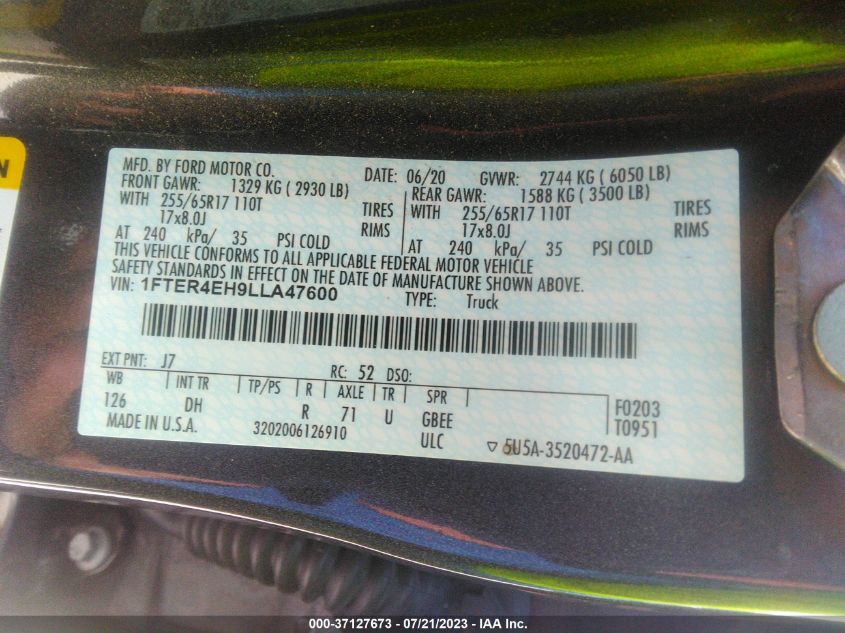 N
MFD. BY FORD MOTOR CO. DATE: 06/20 GVWR: 2744 KG ( 6050 LB)
FRONT GAWR: 1329 KG ( 2930 LB) REAR GAWR: 1588 KG ( 3500 LB)
WITH 255/65R17 110T TIRES WITH 255/65R17 110T TIRES
17x8.0J RIMS 17x8.0J RIMS
AT 240 kPa/ 35 PSI COLD AT 240 kPa/ 35 PSI COLD
THIS VEHICLE CONFORMS TO ALL APPLICABLE FEDERAL MOTOR VEHICLE
SAFETY STANDARDS IN EFFECT ON THE DATE OF MANUFACTURE SHOWN ABOVE.
VIN: 1FTER4EH9LLA47600 TYPE: Truck
EXT PNT: J7 RC: 52 DSO:
WB INT TR TP/PS R AXLE TR SPR
126 DH R 71 U GBEE F0203
MADE IN U.S.A. 3202006126910 ULC T0951
▽ 5U5A-3520472-AA
000-37127673 - 07/21/2023 - IAA Inc.